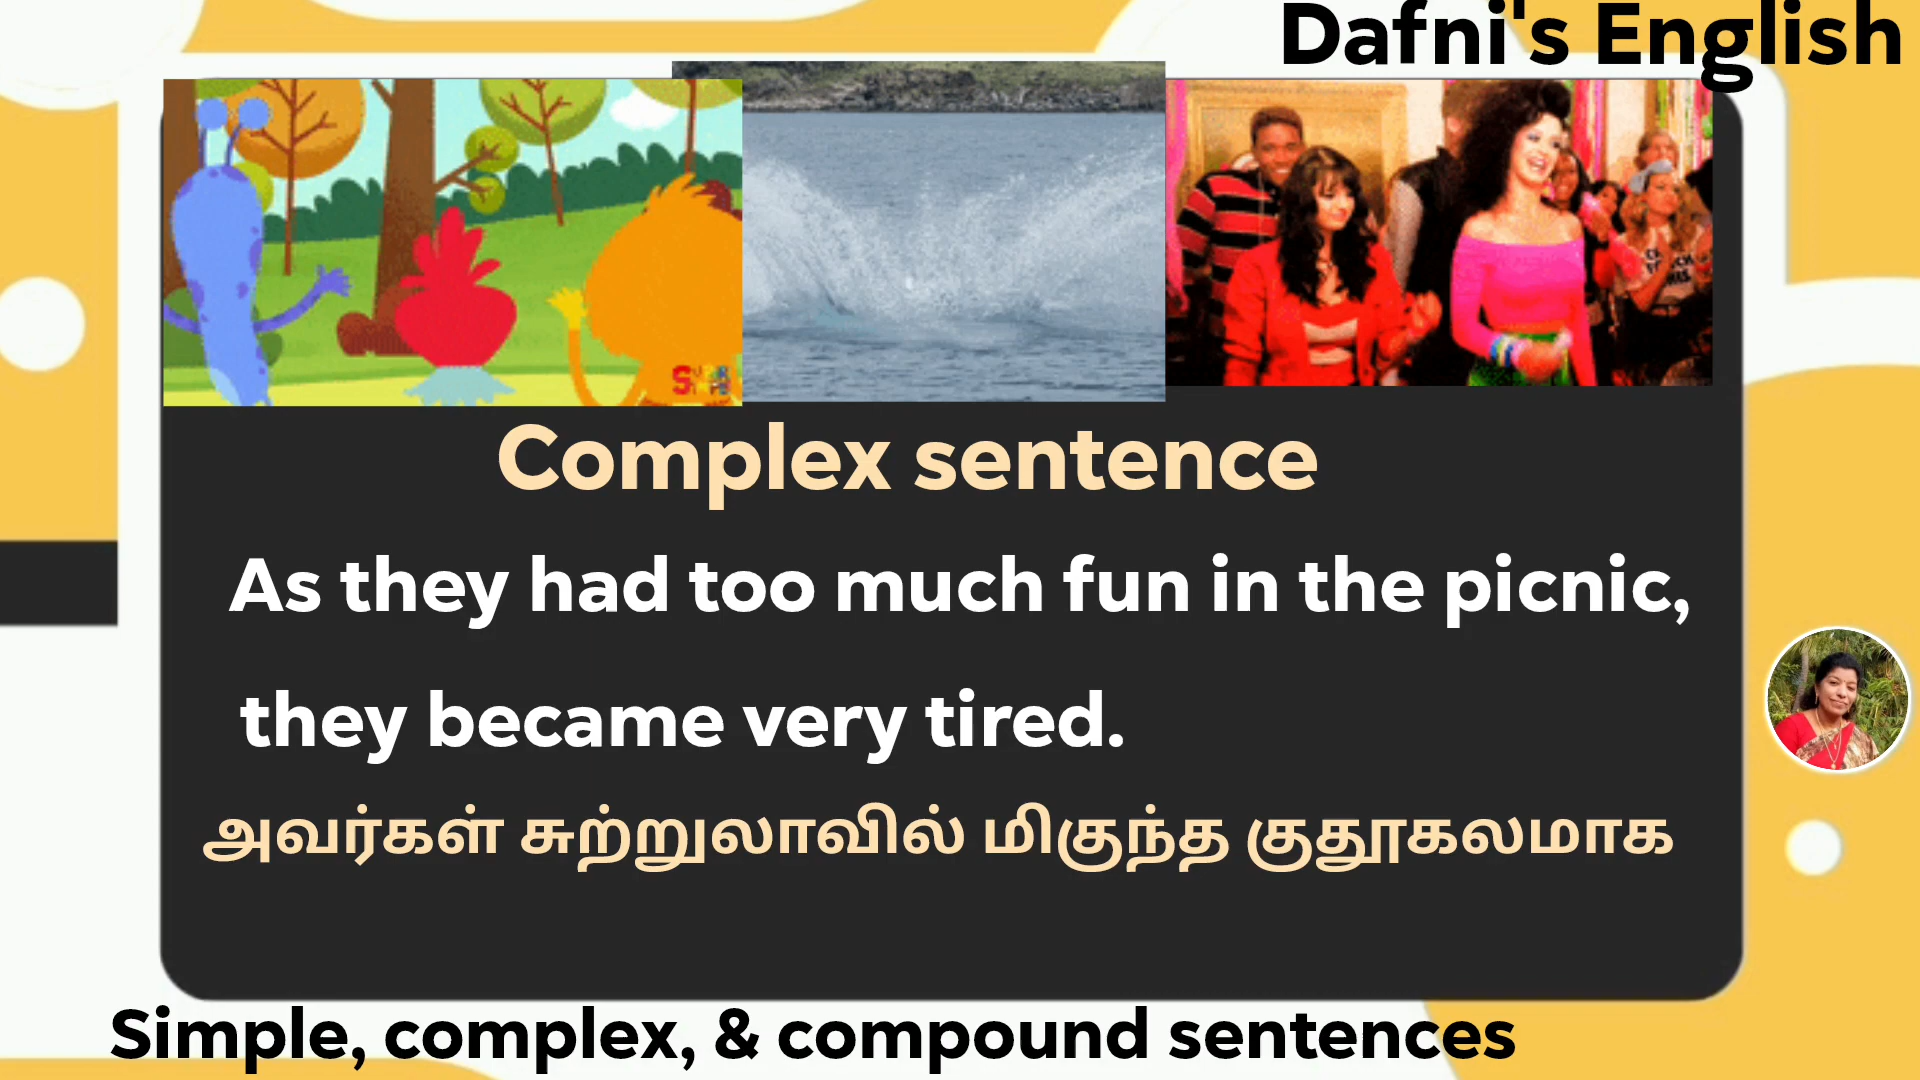 Dafni's English
Complex sentence
As they had too much fun in the picnic,
they became very tired.
அவர்கள் சுற்றுலாவில் மிகுந்த குதூகலமாக
Simple, complex, & compound sentences